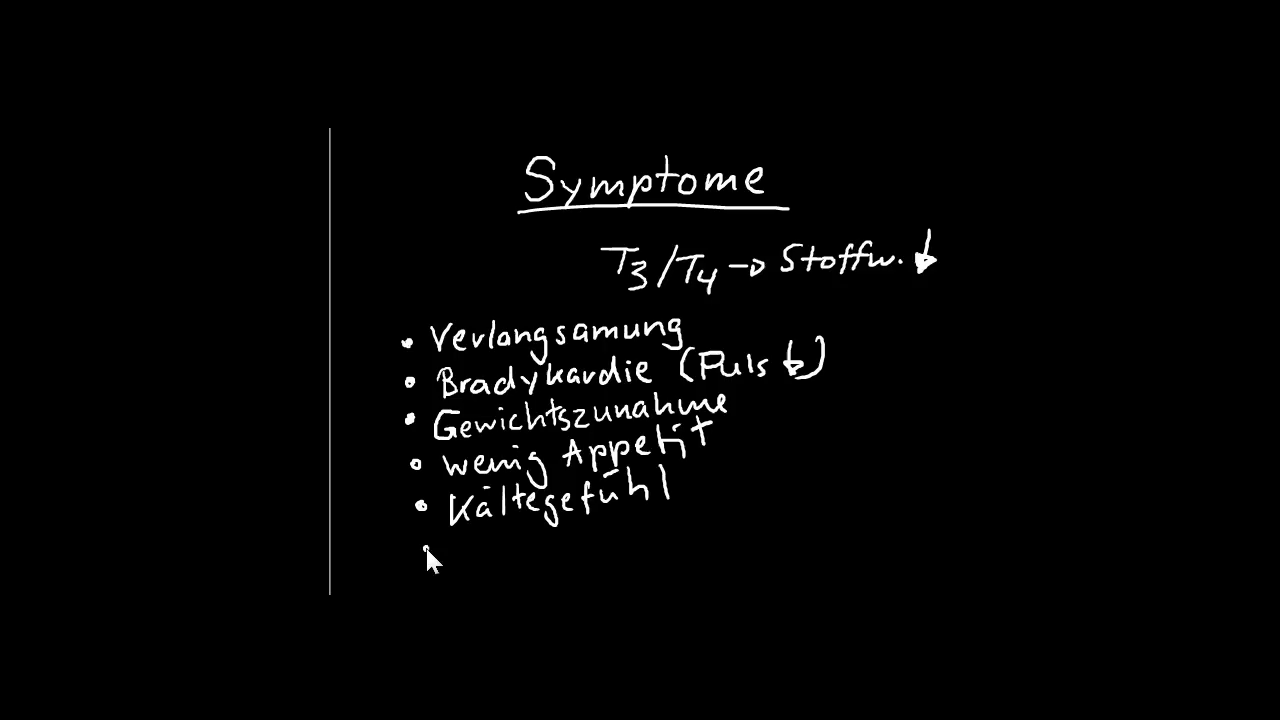 Symptome
T3/T4 → Stoffw. ↓
• Verlangsamung
• Bradykardie (Puls ↓)
• Gewichtszunahme
• wenig Appetit
• Kältegefühl
•